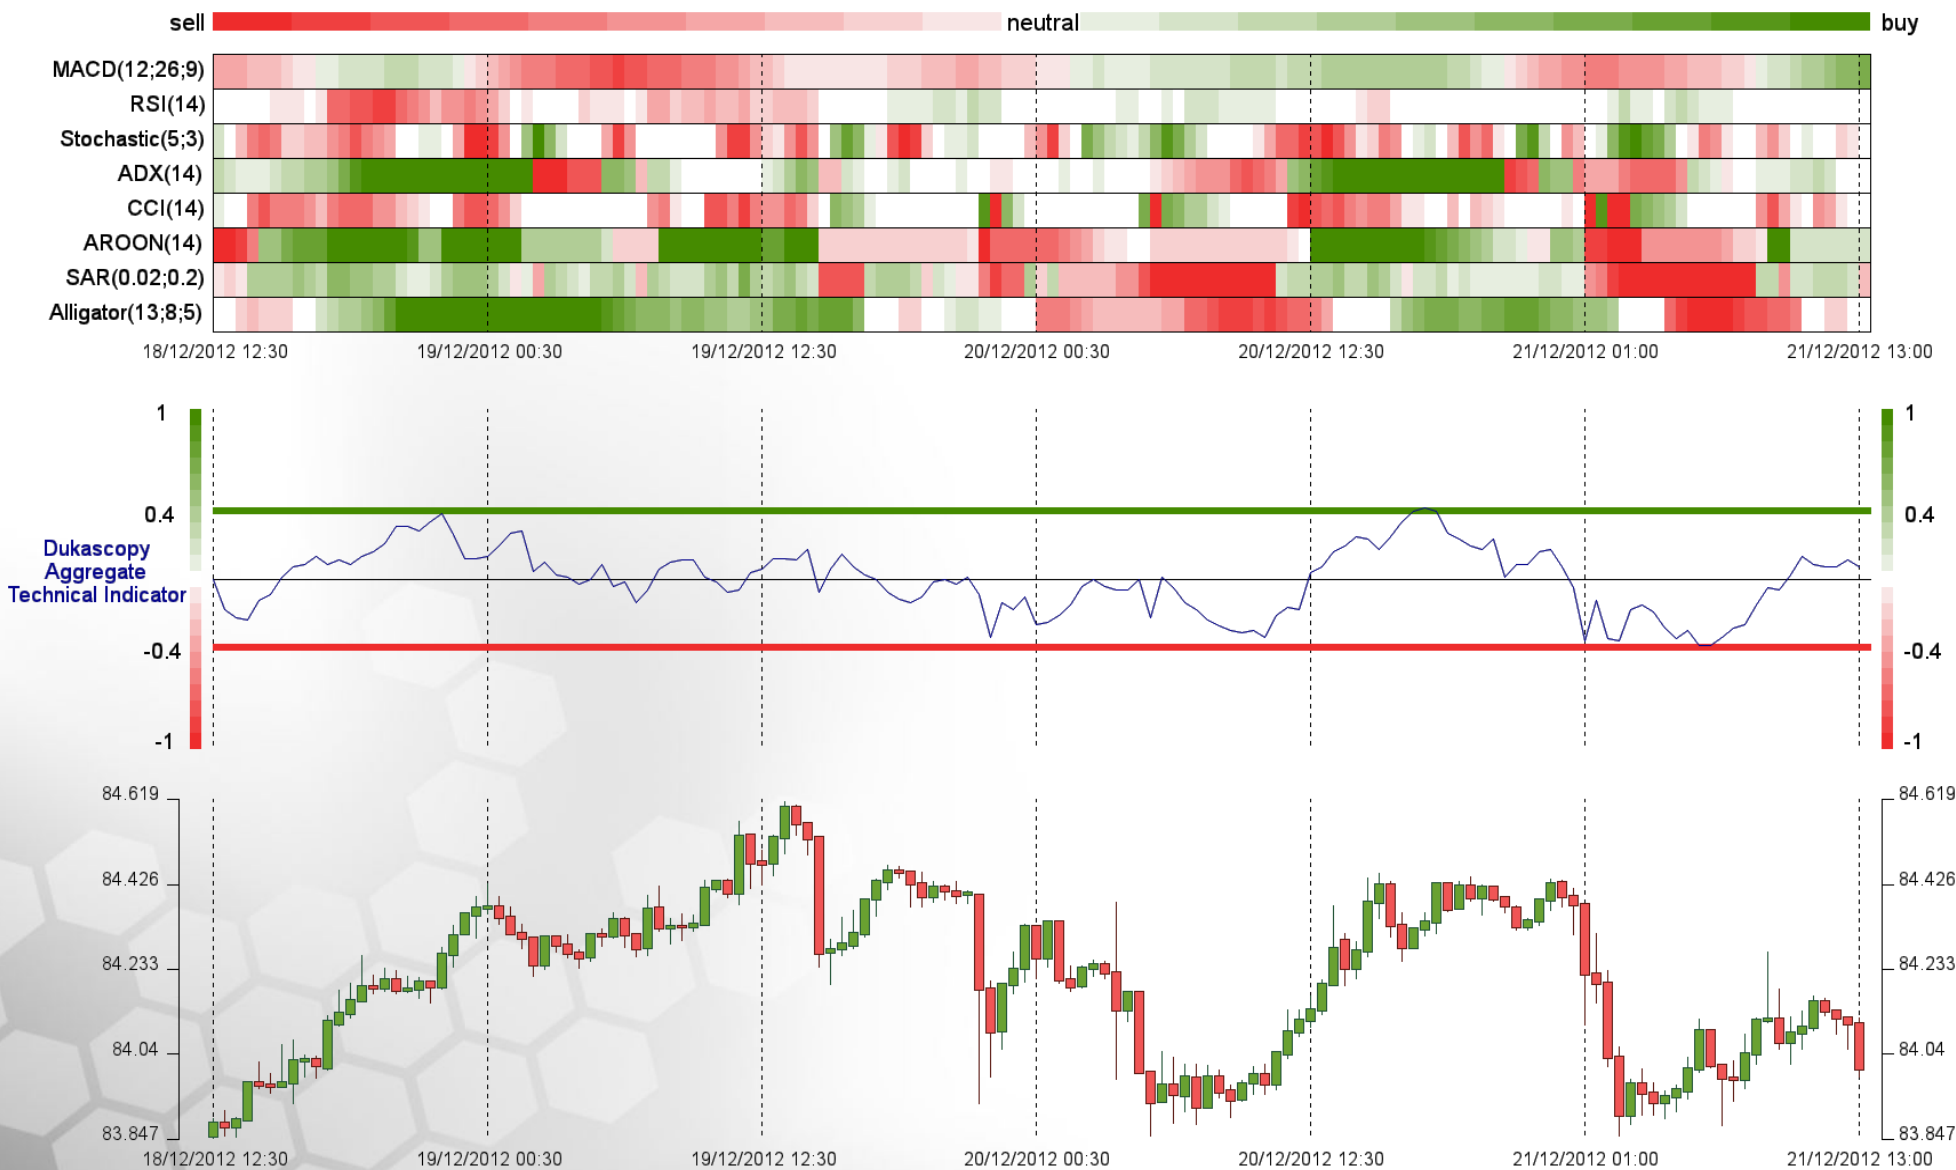 sell neutral buy
MACD(12;26;9)
RSI(14)
Stochastic(5;3)
ADX(14)
CCI(14)
AROON(14)
SAR(0.02;0.2)
Alligator(13;8;5)
18/12/2012 12:30 19/12/2012 00:30 19/12/2012 12:30 20/12/2012 00:30 20/12/2012 12:30 21/12/2012 01:00 21/12/2012 13:00
1 1
0.4 0.4
Dukascopy
Aggregate
Technical Indicator
-0.4 -0.4
-1 -1
84.619 84.619
84.426 84.426
84.233 84.233
84.04 84.04
83.847 83.847
18/12/2012 12:30 19/12/2012 00:30 19/12/2012 12:30 20/12/2012 00:30 20/12/2012 12:30 21/12/2012 01:00 21/12/2012 13:00